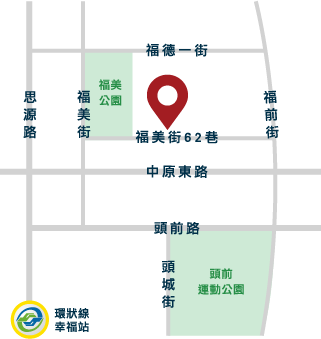 福德一街
福美
公園
思源路
福美街
福前街
福美街62巷
中原東路
頭前路
頭城街
頭前
運動公園
環狀線
幸福站